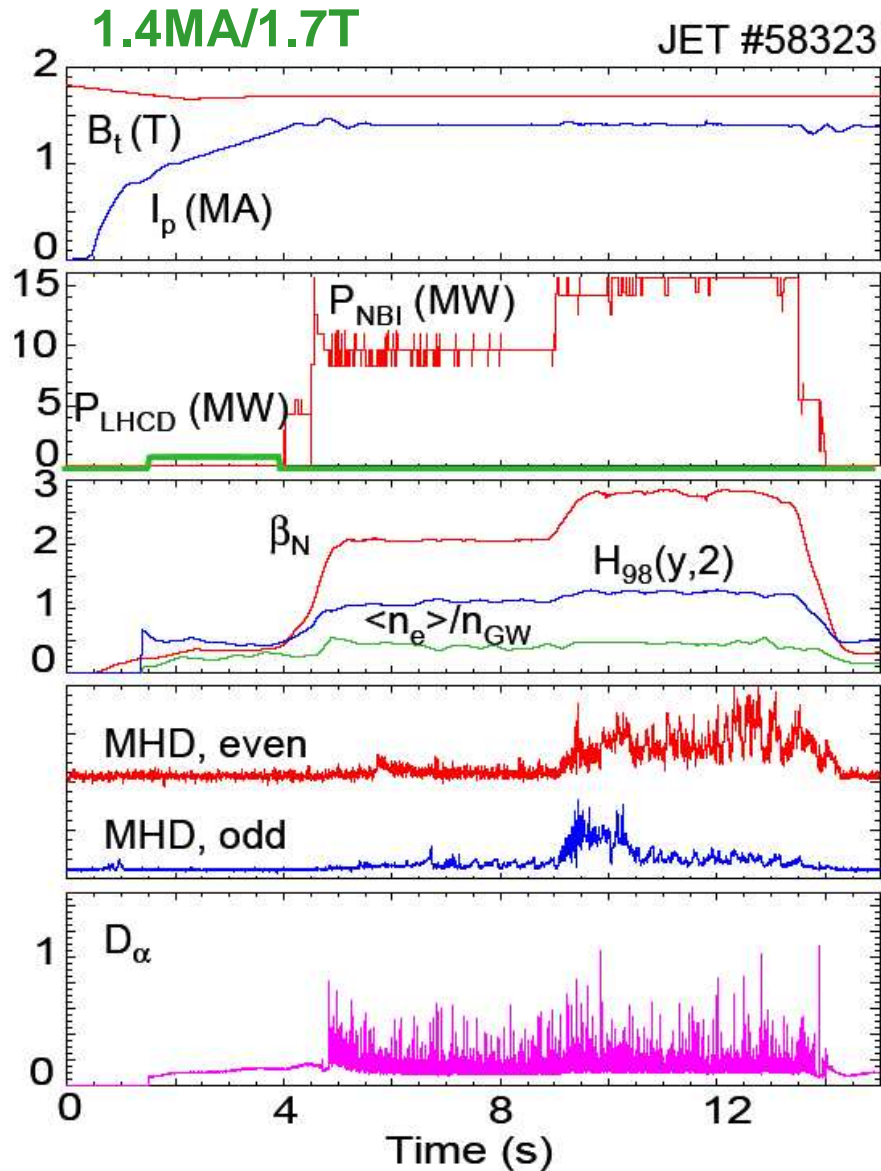 1.4MA/1.7T
JET #58323
2
B_t (T)
1
I_p (MA)
0
15
P_NBI (MW)
10
5
P_LHCD (MW)
0
3
β_N
2
H_98(y,2)
1
<n_e>/n_GW
0
MHD, even
MHD, odd
D_α
1
0
0 4 8 12
Time (s)